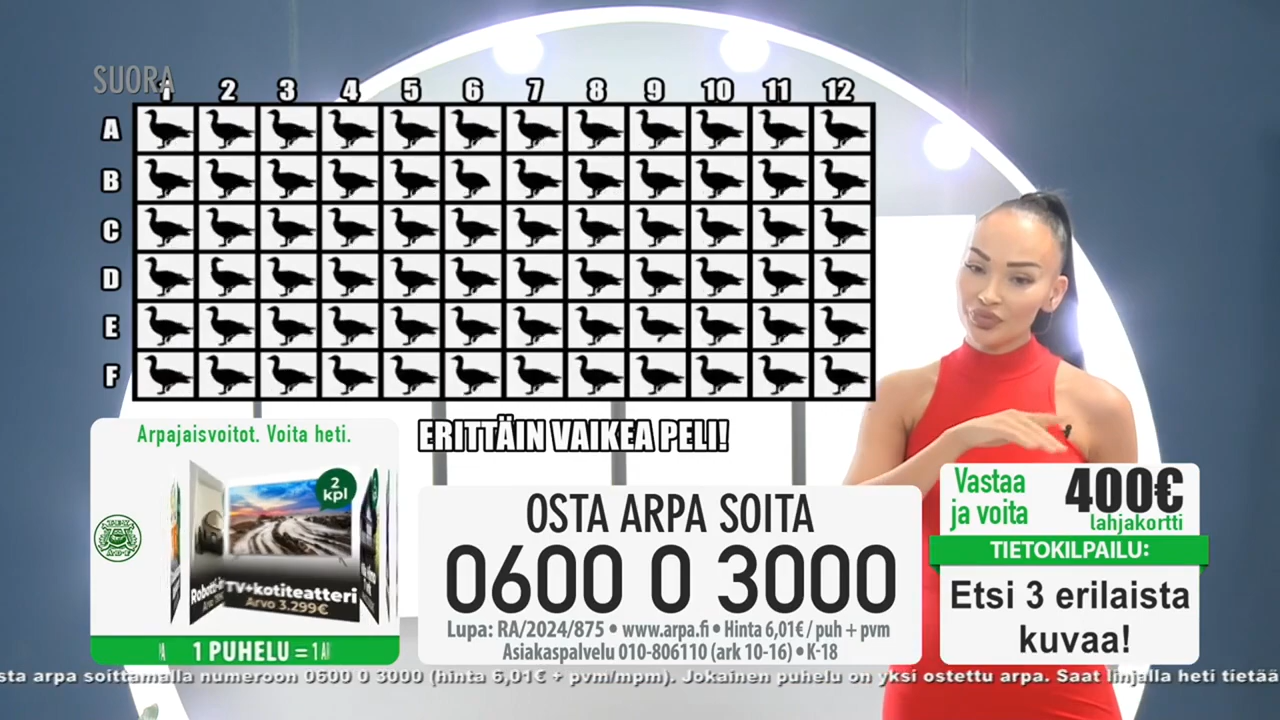 SUORA
1 2 3 4 5 6 7 8 9 10 11 12
A
B
C
D
E
F
ERITTÄIN VAIKEA PELI!
Arpajaisvoitot. Voita heti.
2 kpl
TV+kotiteatteri
Arvo 3.299€
1 PUHELU = 1
OSTA ARPA SOITA
0600 0 3000
Lupa: RA/2024/875 • www.arpa.fi • Hinta 6,01€ / puh + pvm
Asiakaspalvelu 010-806110 (ark 10-16) • K-18
Vastaa ja voita
400€
lahjakortti
TIETOKILPAILU:
Etsi 3 erilaista
kuvaa!
sta arpa soittamalla numeroon 0600 0 3000 (hinta 6,01€ + pvm/mpm). Jokainen puhelu on yksi ostettu arpa. Saat linjalla heti tietää